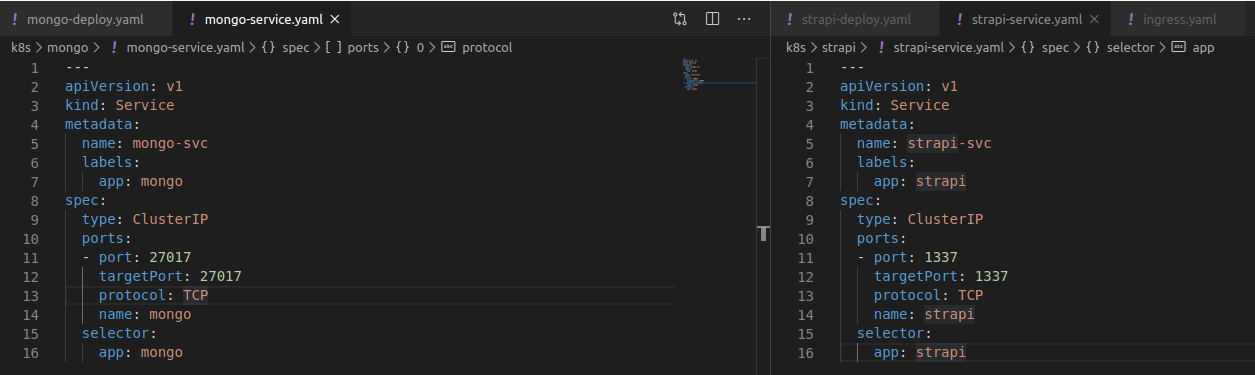 mongo-deploy.yaml
mongo-service.yaml
k8s > mongo > ! mongo-service.yaml > {} spec > [ ] ports > {} 0 > abc protocol
1 ---
2 apiVersion: v1
3 kind: Service
4 metadata:
5   name: mongo-svc
6   labels:
7     app: mongo
8 spec:
9   type: ClusterIP
10   ports:
11   - port: 27017
12     targetPort: 27017
13     protocol: TCP
14     name: mongo
15   selector:
16     app: mongo
strapi-deploy.yaml
strapi-service.yaml
ingress.yaml
k8s > strapi > ! strapi-service.yaml > {} spec > {} selector > abc app
1 ---
2 apiVersion: v1
3 kind: Service
4 metadata:
5   name: strapi-svc
6   labels:
7     app: strapi
8 spec:
9   type: ClusterIP
10   ports:
11   - port: 1337
12     targetPort: 1337
13     protocol: TCP
14     name: strapi
15   selector:
16     app: strapi